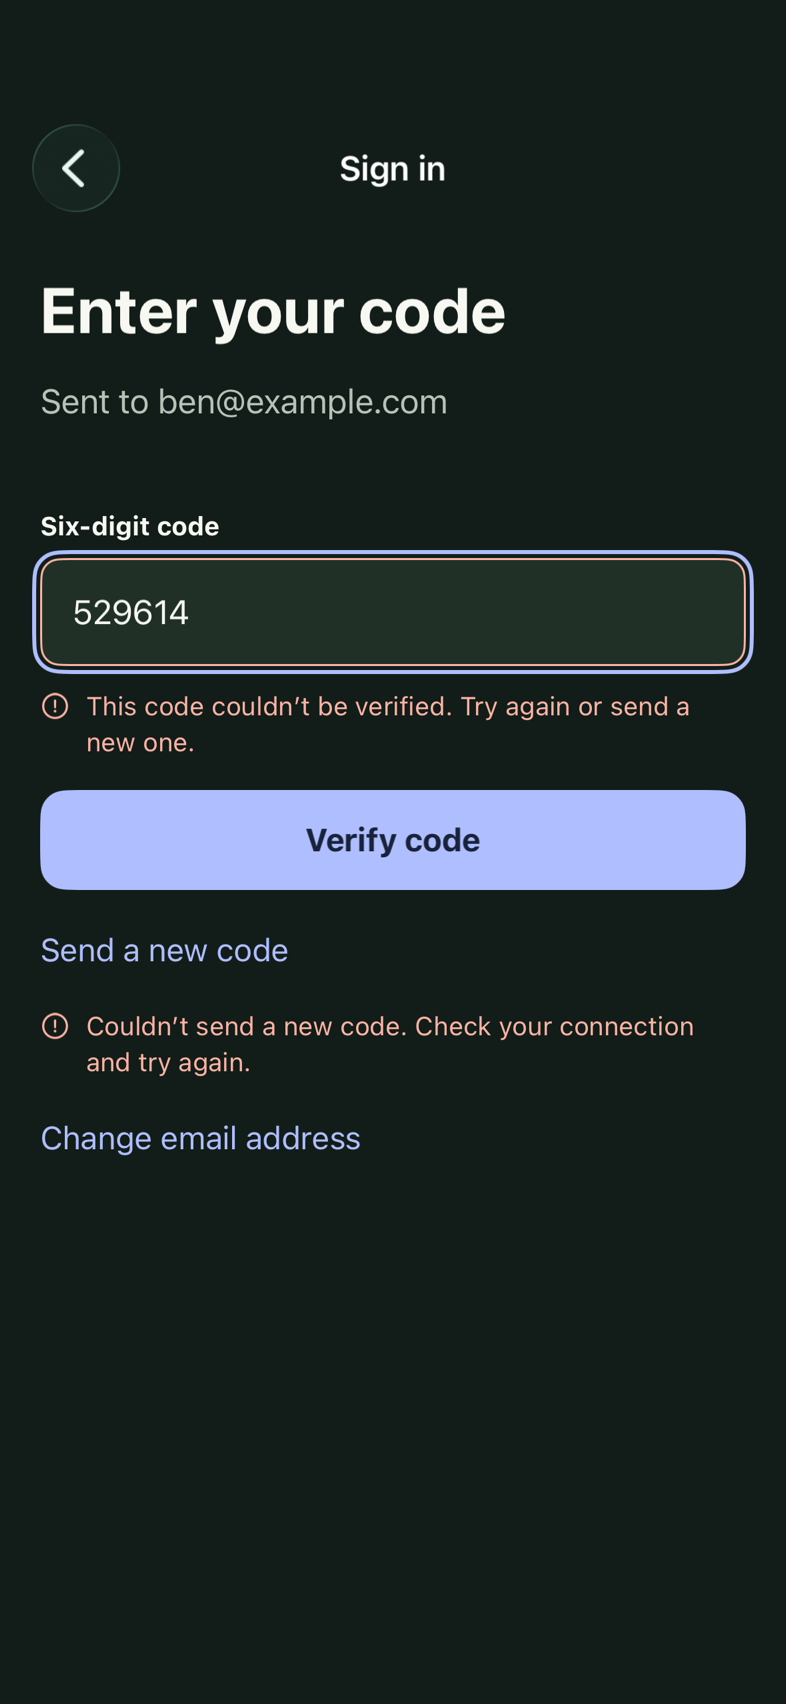 Sign in
Enter your code
Sent to ben@example.com
Six-digit code
529614
This code couldn’t be verified. Try again or send a
new one.
Verify code
Send a new code
Couldn’t send a new code. Check your connection
and try again.
Change email address